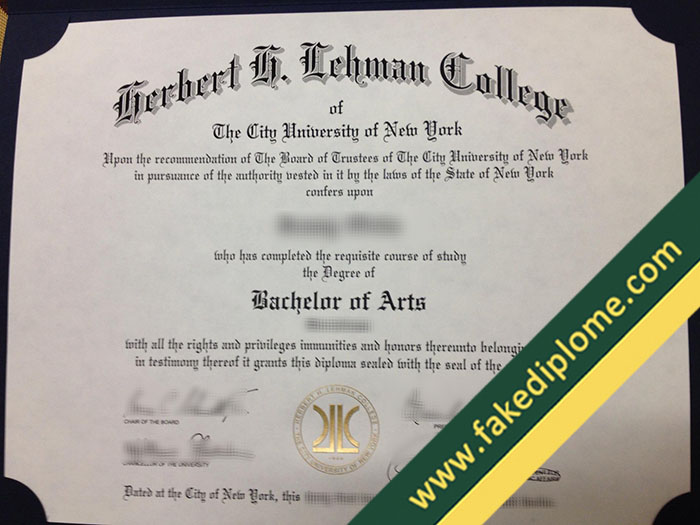 Herbert H. Lehman College
of
The City University of New York
Upon the recommendation of The Board of Trustees of The City University of New York
in pursuance of the authority vested in it by the laws of the State of New York
confers upon
who has completed the requisite course of study
the Degree of
Bachelor of Arts
with all the rights and privileges immunities and honors thereunto belonging
in testimony thereof it grants this diploma sealed with the seal of the
CHAIR OF THE BOARD
HERBERT H. LEHMAN COLLEGE
CHANCELLOR OF THE UNIVERSITY
Dated at the City of New York, this
www.fakediplome.com